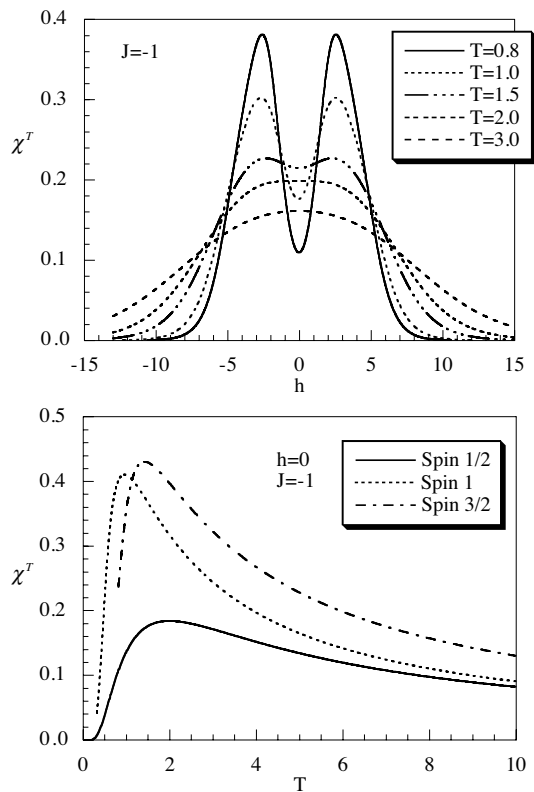 0.4
J=-1
T=0.8
T=1.0
T=1.5
T=2.0
T=3.0
0.3
χᵀ
0.2
0.1
0.0
-15 -10 -5 0 5 10 15
h
0.5
h=0
J=-1
Spin 1/2
Spin 1
Spin 3/2
0.4
0.3
χᵀ
0.2
0.1
0.0
0 2 4 6 8 10
T